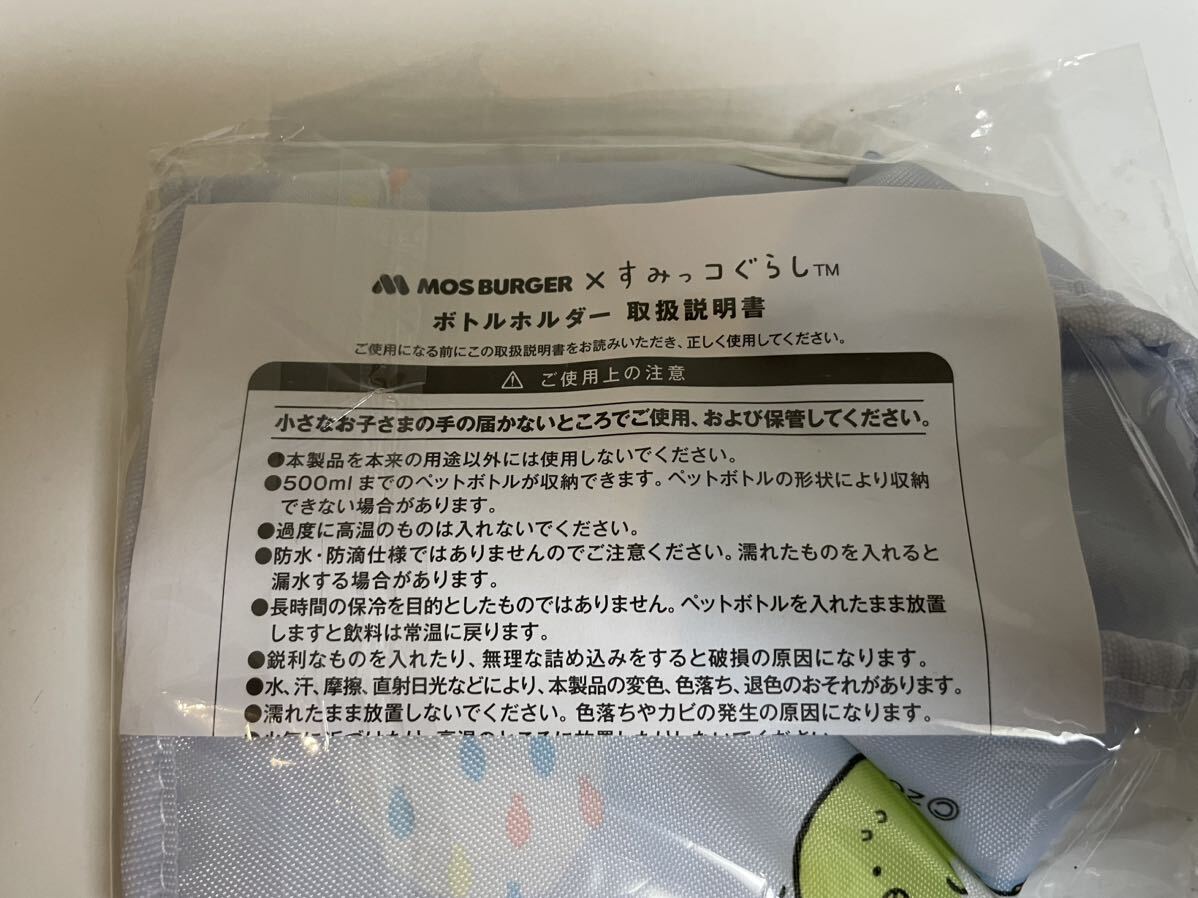 MOS BURGER × すみっコぐらし™
ボトルホルダー 取扱説明書
ご使用になる前にこの取扱説明書をお読みいただき、正しく使用してください。
⚠ ご使用上の注意
小さなお子さまの手の届かないところでご使用、および保管してください。
●本製品を本来の用途以外には使用しないでください。
●500mlまでのペットボトルが収納できます。ペットボトルの形状により収納
できない場合があります。
●過度に高温のものは入れないでください。
●防水・防滴仕様ではありませんのでご注意ください。濡れたものを入れると
漏水する場合があります。
●長時間の保冷を目的としたものではありません。ペットボトルを入れたまま放置
しますと飲料は常温に戻ります。
●鋭利なものを入れたり、無理な詰め込みをすると破損の原因になります。
●水、汗、摩擦、直射日光などにより、本製品の変色、色落ち、退色のおそれがあります。
●濡れたまま放置しないでください。色落ちやカビの発生の原因になります。